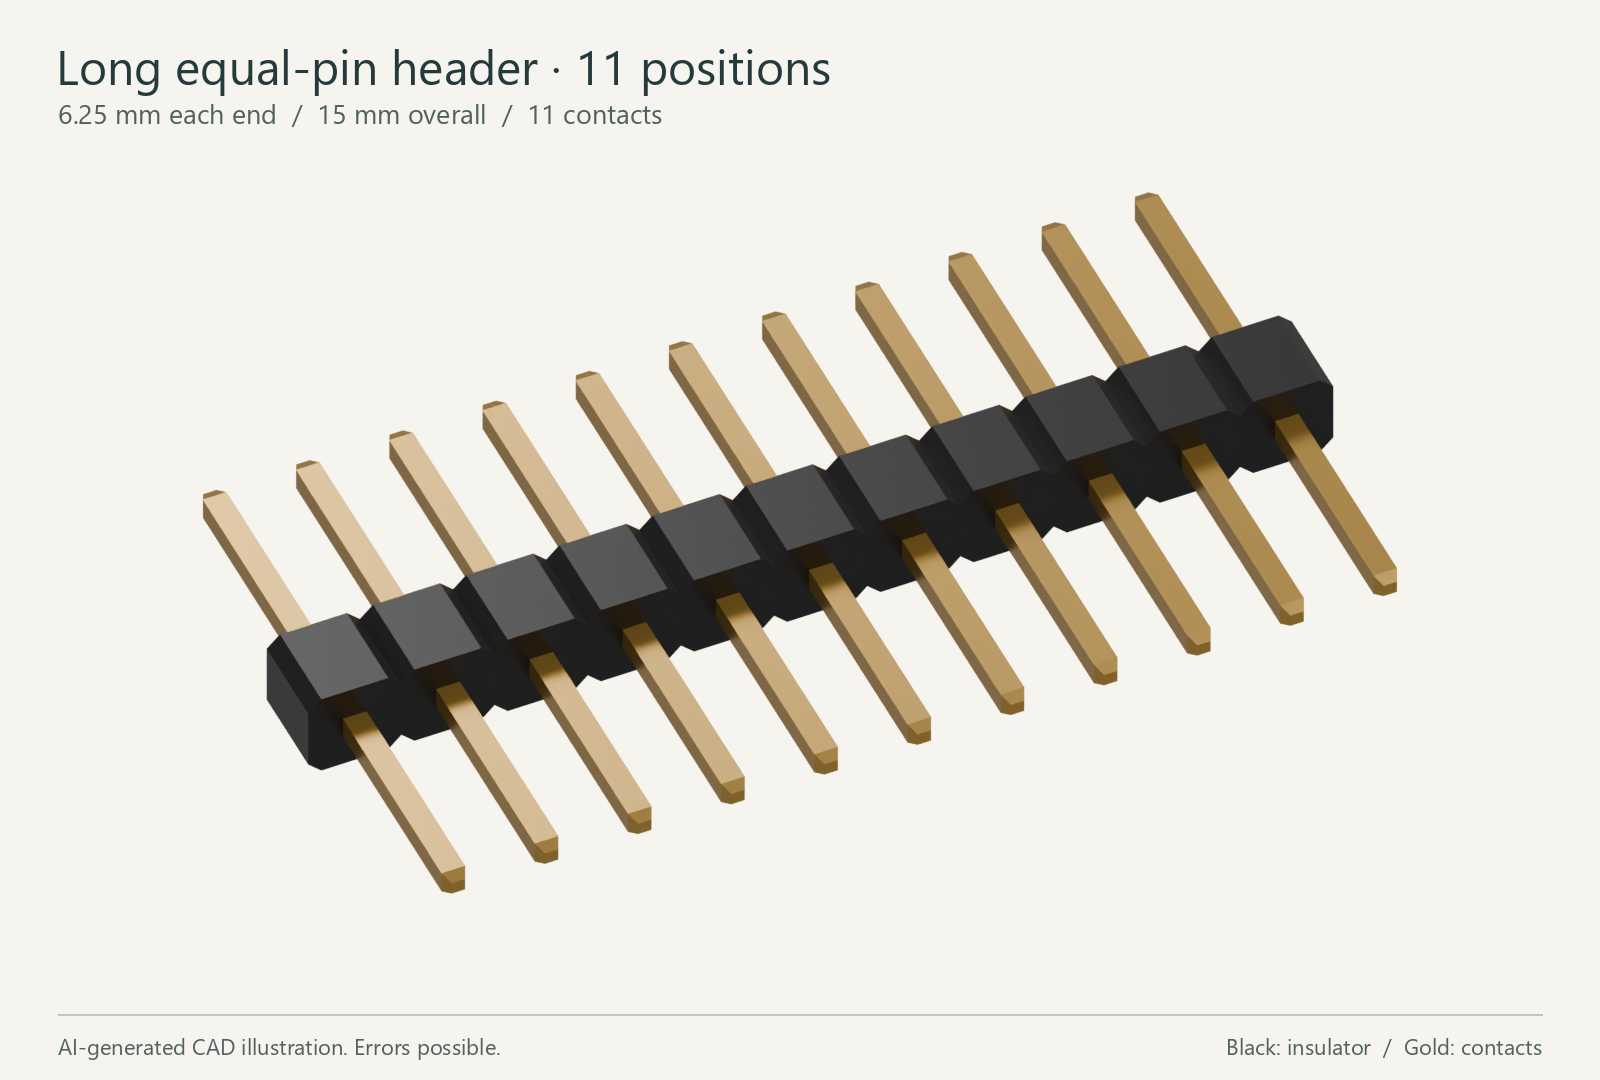 Long equal-pin header · 11 positions
6.25 mm each end / 15 mm overall / 11 contacts
AI-generated CAD illustration. Errors possible.
Black: insulator / Gold: contacts